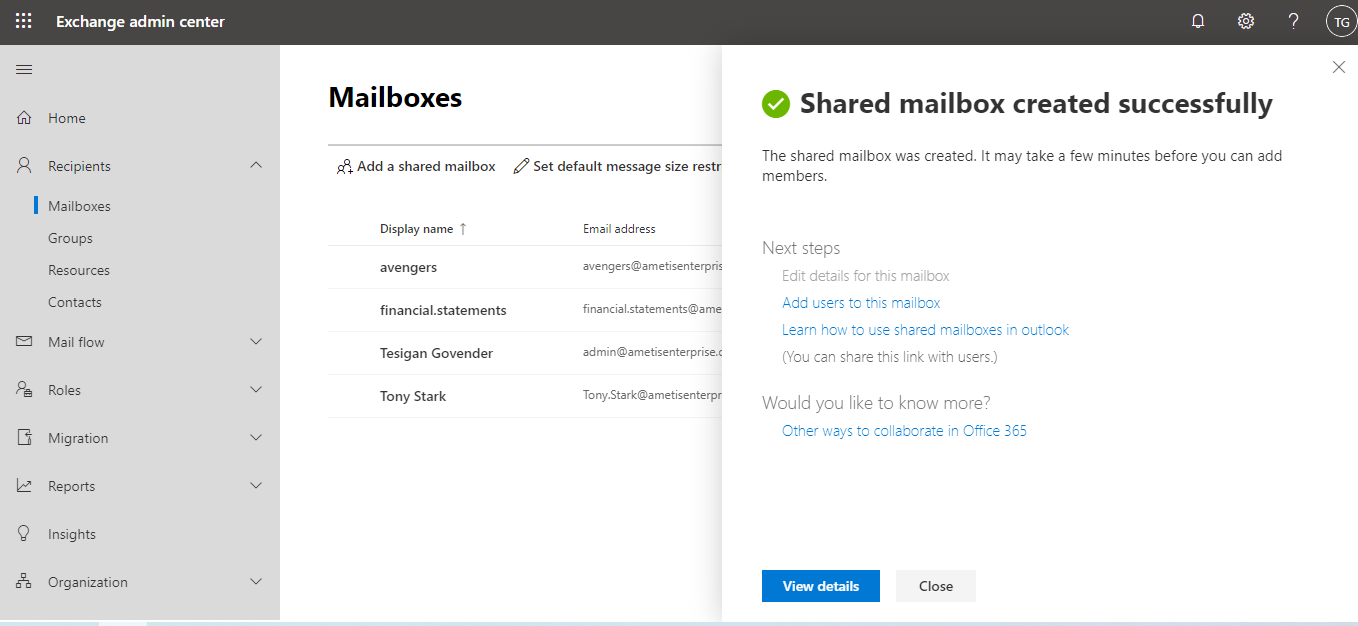 Exchange admin center
TG
Home
Recipients
Mailboxes
Groups
Resources
Contacts
Mail flow
Roles
Migration
Reports
Insights
Organization
Mailboxes
Add a shared mailbox Set default message size restr
Display name ↑ Email address
avengers avengers@ametisenterpris
financial.statements financial.statements@ame
Tesigan Govender admin@ametisenterprise.c
Tony Stark Tony.Stark@ametisenterpr
Shared mailbox created successfully
The shared mailbox was created. It may take a few minutes before you can add
members.
Next steps
Edit details for this mailbox
Add users to this mailbox
Learn how to use shared mailboxes in outlook
(You can share this link with users.)
Would you like to know more?
Other ways to collaborate in Office 365
View details Close